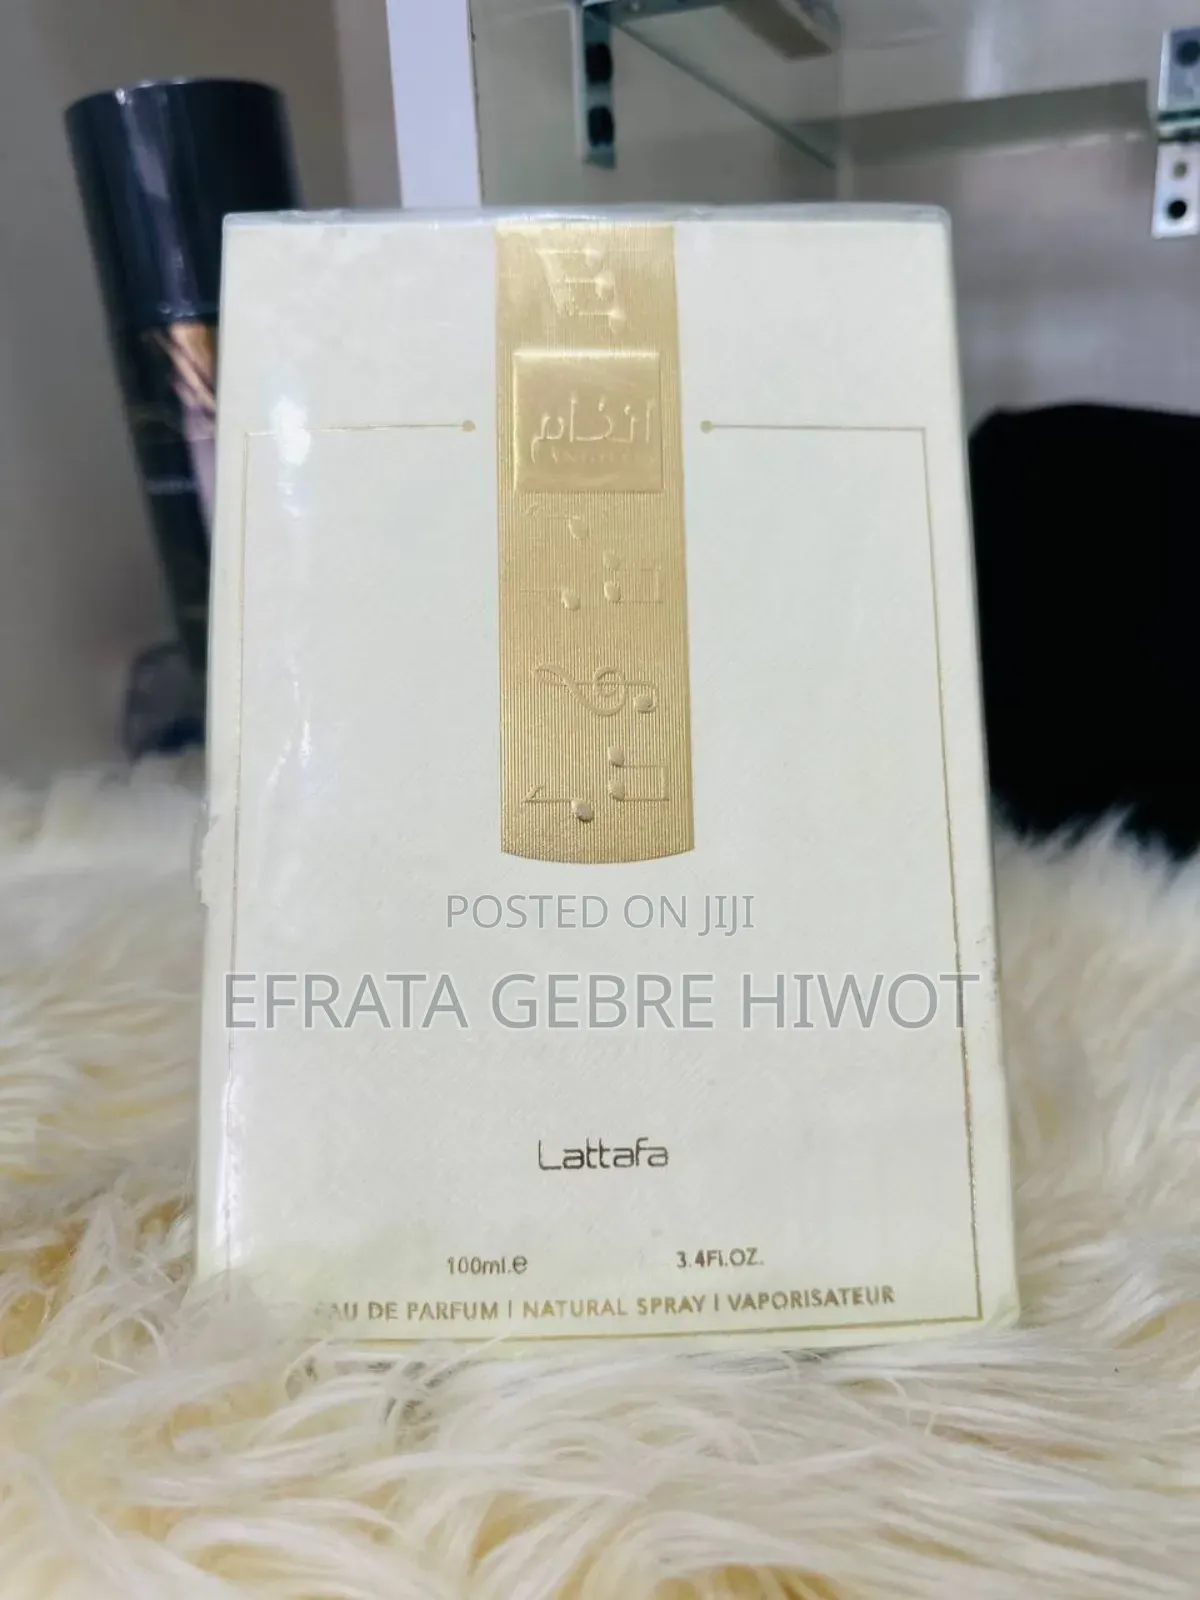 انغام
POSTED ON JIJI
EFRATA GEBRE HIWOT
Lattafa
100ml.e 3.4Fl.OZ.
EAU DE PARFUM | NATURAL SPRAY | VAPORISATEUR